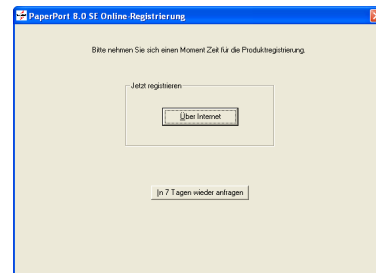 PaperPort 8.0 SE Online-Registrierung
Bitte nehmen Sie sich einen Moment Zeit für die Produktregistrierung.
Jetzt registrieren
Über Internet
In 7 Tagen wieder anfragen